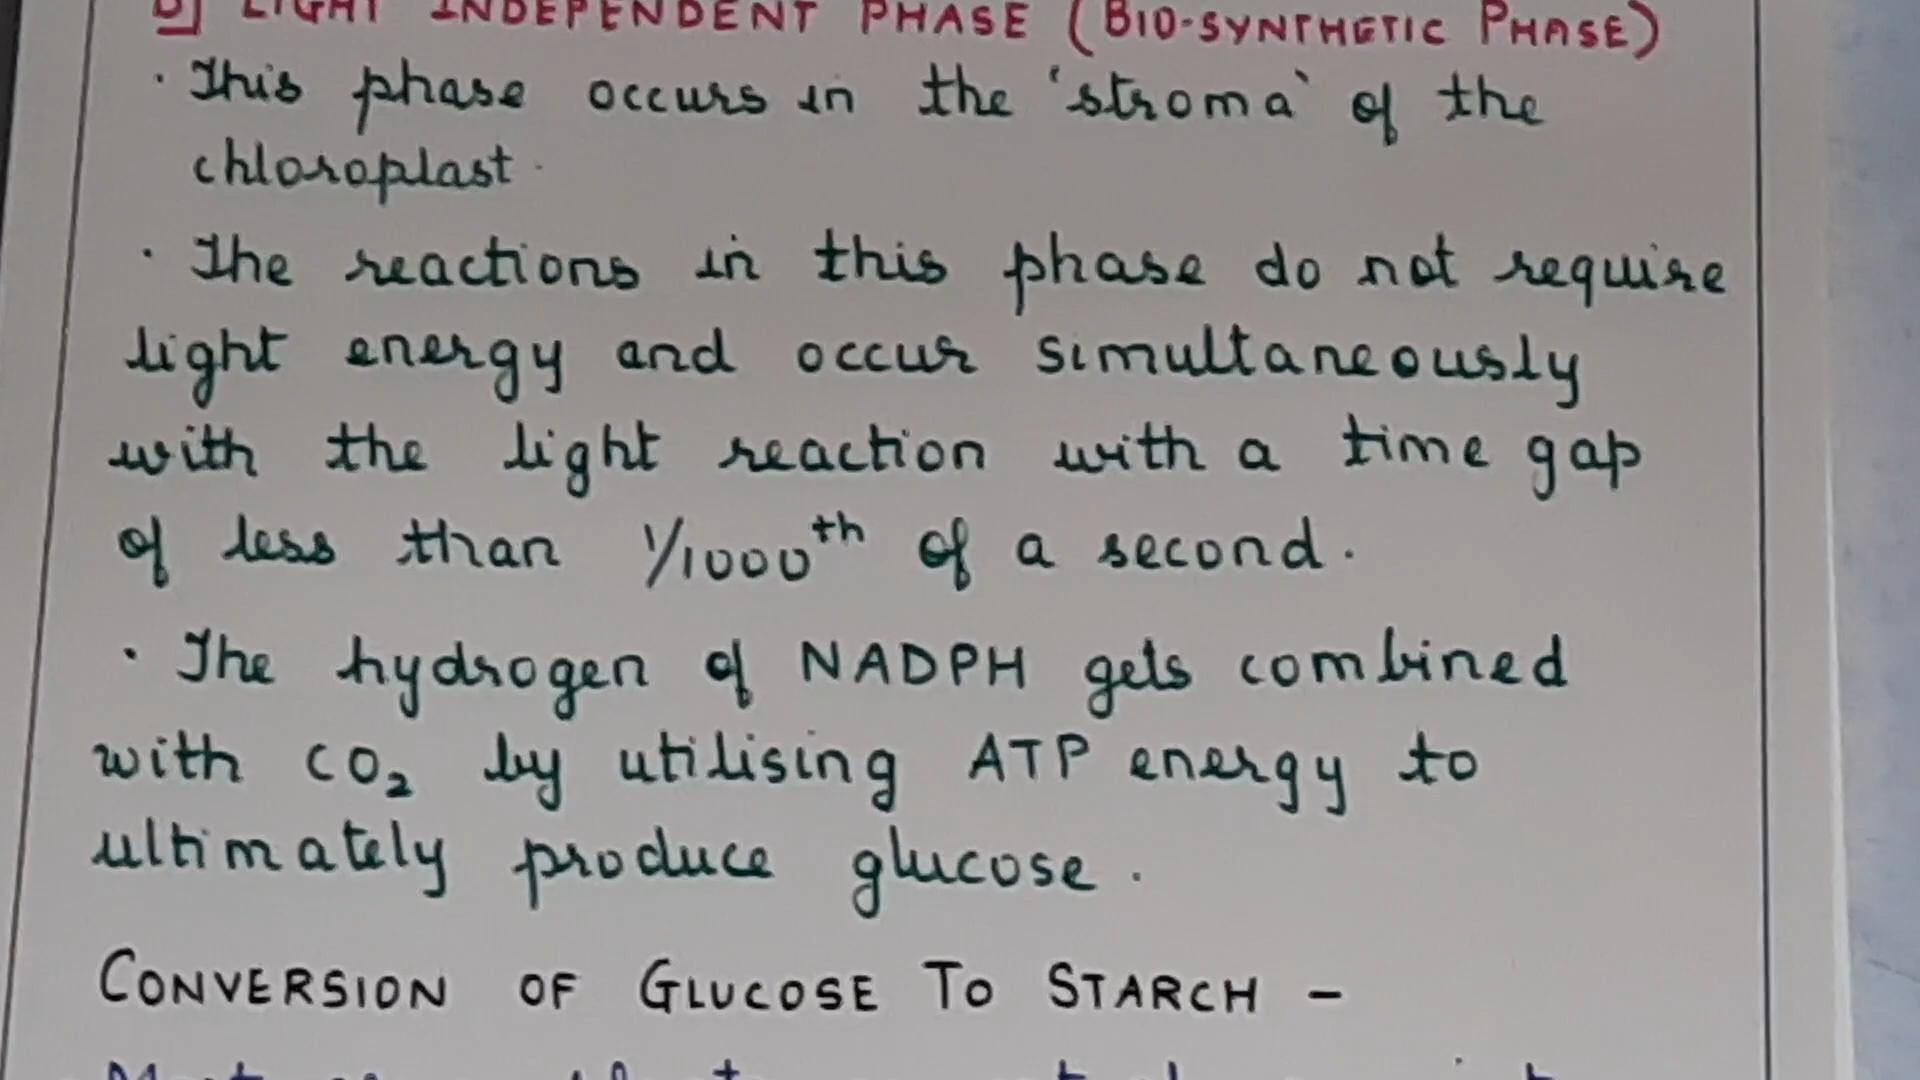 B] LIGHT INDEPENDENT PHASE (BIO-SYNTHETIC PHASE)
· This phase occurs in the 'stroma' of the
chloroplast.
· The reactions in this phase do not require
light energy and occur simultaneously
with the light reaction with a time gap
of less than 1/1000th of a second.
· The hydrogen of NADPH gets combined
with CO₂ by utilising ATP energy to
ultimately produce glucose.
CONVERSION OF GLUCOSE TO STARCH -